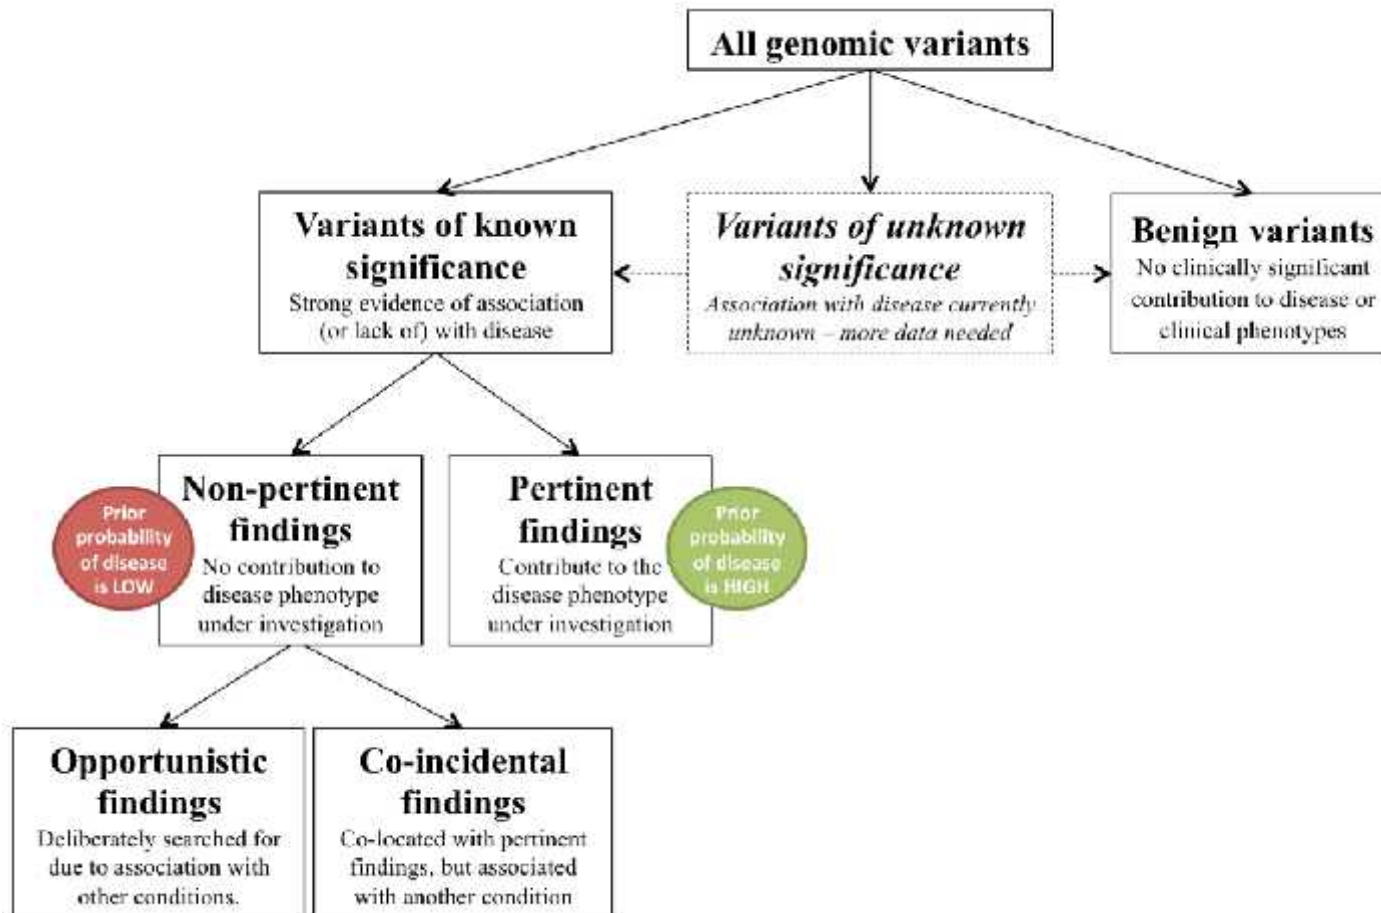 All genomic variants
Variants of known
significance
Strong evidence of association
(or lack of) with disease
Variants of unknown
significance
Association with disease currently
unknown – more data needed
Benign variants
No clinically significant
contribution to disease or
clinical phenotypes
Prior
probability
of disease
is LOW
Non-pertinent
findings
No contribution to
disease phenotype
under investigation
Pertinent
findings
Contribute to the
disease phenotype
under investigation
Prior
probability
of disease
is HIGH
Opportunistic
findings
Deliberately searched for
due to association with
other conditions.
Co-incidental
findings
Co-located with pertinent
findings, but associated
with another condition